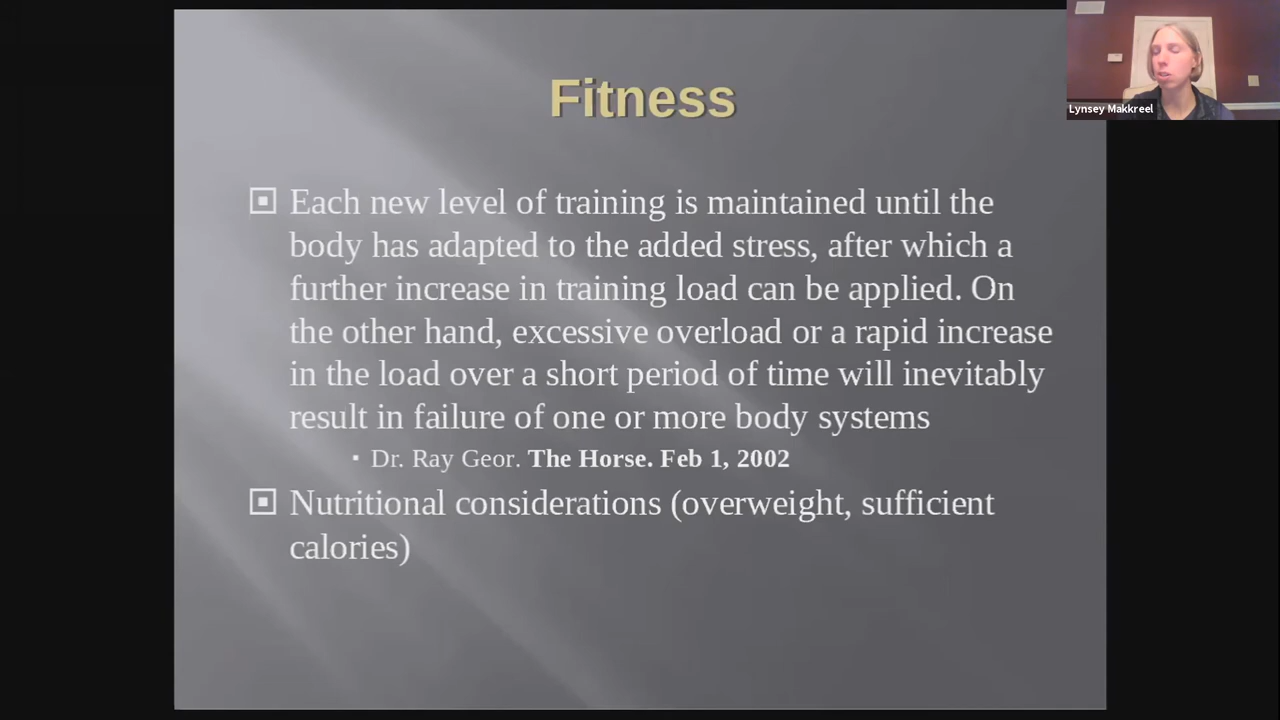 Fitness
Lynsey Makkreel
Each new level of training is maintained until the
body has adapted to the added stress, after which a
further increase in training load can be applied. On
the other hand, excessive overload or a rapid increase
in the load over a short period of time will inevitably
result in failure of one or more body systems
Dr. Ray Geor. The Horse. Feb 1, 2002
Nutritional considerations (overweight, sufficient
calories)